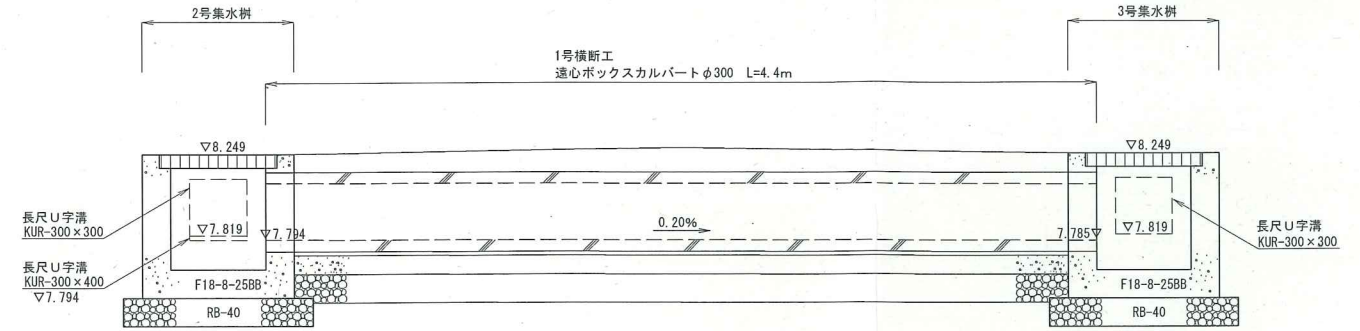 2号集水桝
3号集水桝
1号横断工
遠心ボックスカルバートφ300 L=4.4m
▽8.249
▽8.249
長尺U字溝
KUR-300×300
▽7.819
▽7.794
0.20%
7.785▽
▽7.819
長尺U字溝
KUR-300×300
長尺U字溝
KUR-300×400
▽7.794
F18-8-25BB
F18-8-25BB
RB-40
RB-40